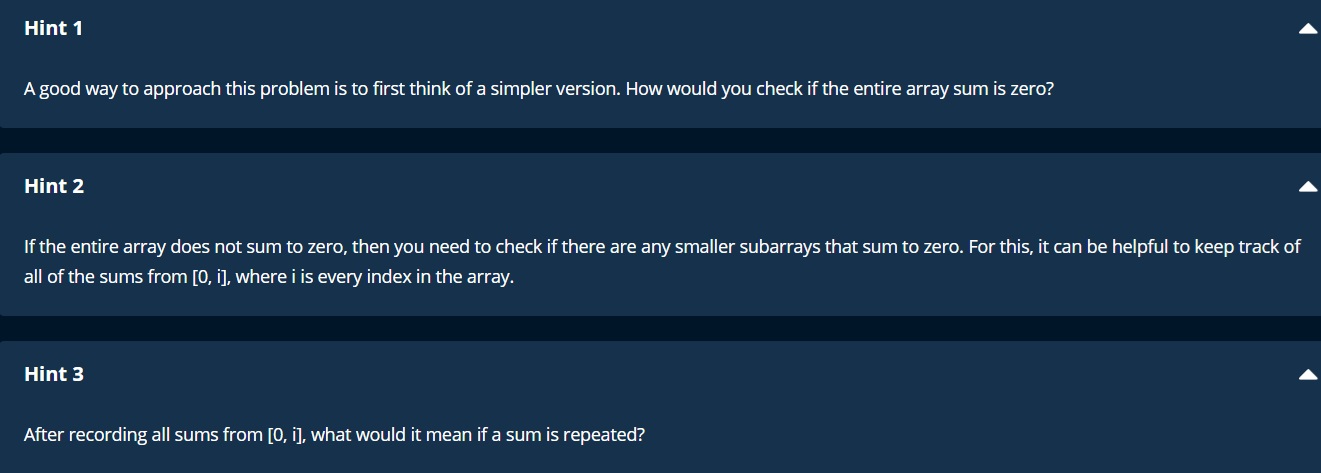 Hint 1
A good way to approach this problem is to first think of a simpler version. How would you check if the entire array sum is zero?
Hint 2
If the entire array does not sum to zero, then you need to check if there are any smaller subarrays that sum to zero. For this, it can be helpful to keep track of
all of the sums from [0, i], where i is every index in the array.
Hint 3
After recording all sums from [0, i], what would it mean if a sum is repeated?